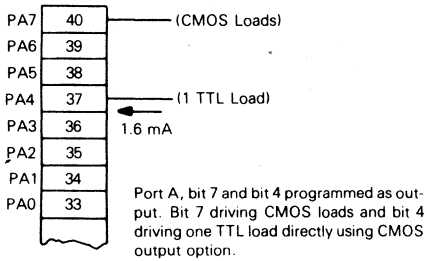 PA7 40 (CMOS Loads)
PA6 39
PA5 38
PA4 37 (1 TTL Load)
1.6 mA
PA3 36
PA2 35
PA1 34
PA0 33
Port A, bit 7 and bit 4 programmed as out-
put. Bit 7 driving CMOS loads and bit 4
driving one TTL load directly using CMOS
output option.